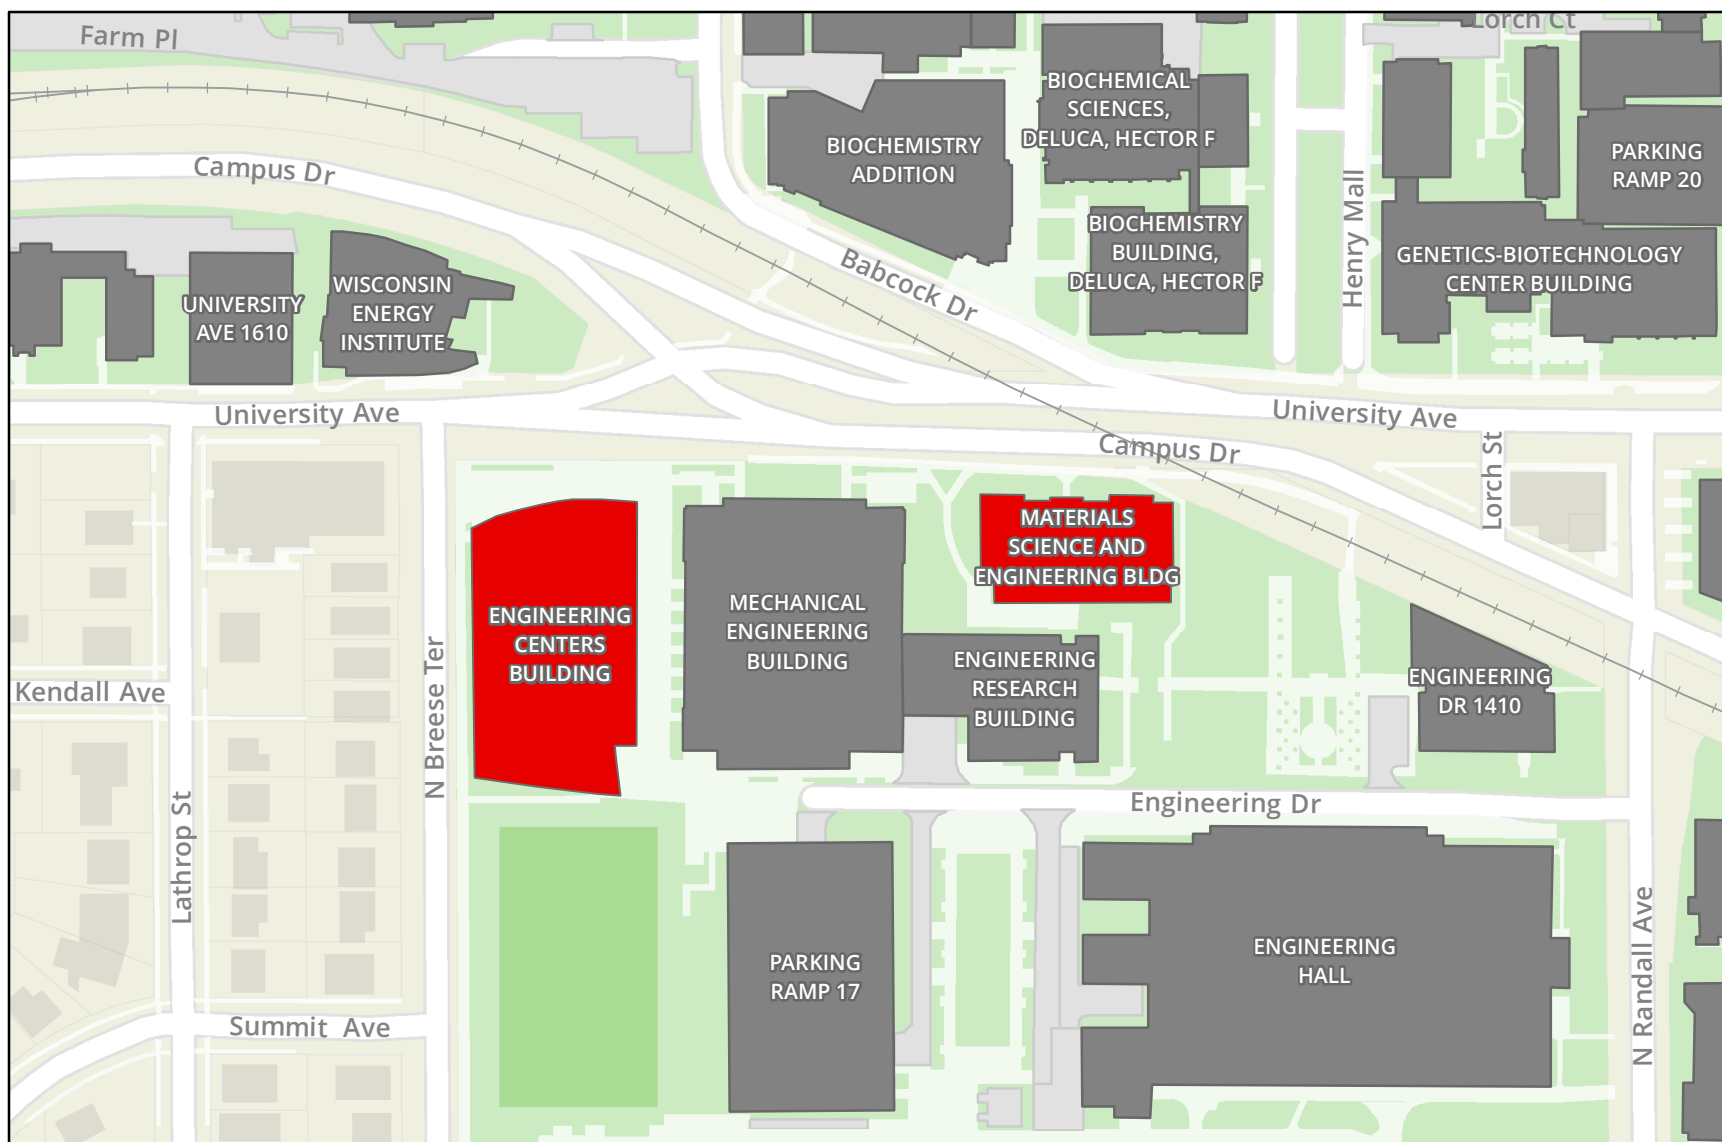 Lorch Ct
Farm Pl
BIOCHEMICAL
SCIENCES,
DELUCA, HECTOR F
BIOCHEMISTRY
ADDITION
PARKING
RAMP 20
Campus Dr
Henry Mall
BIOCHEMISTRY
BUILDING,
DELUCA, HECTOR F
GENETICS-BIOTECHNOLOGY
CENTER BUILDING
Babcock Dr
UNIVERSITY
AVE 1610
WISCONSIN
ENERGY
INSTITUTE
University Ave
University Ave
Campus Dr
Lorch St
MATERIALS
SCIENCE AND
ENGINEERING BLDG
ENGINEERING
CENTERS
BUILDING
MECHANICAL
ENGINEERING
BUILDING
ENGINEERING
RESEARCH
BUILDING
ENGINEERING
DR 1410
Kendall Ave
N Breese Ter
Lathrop St
Engineering Dr
PARKING
RAMP 17
ENGINEERING
HALL
N Randall Ave
Summit Ave